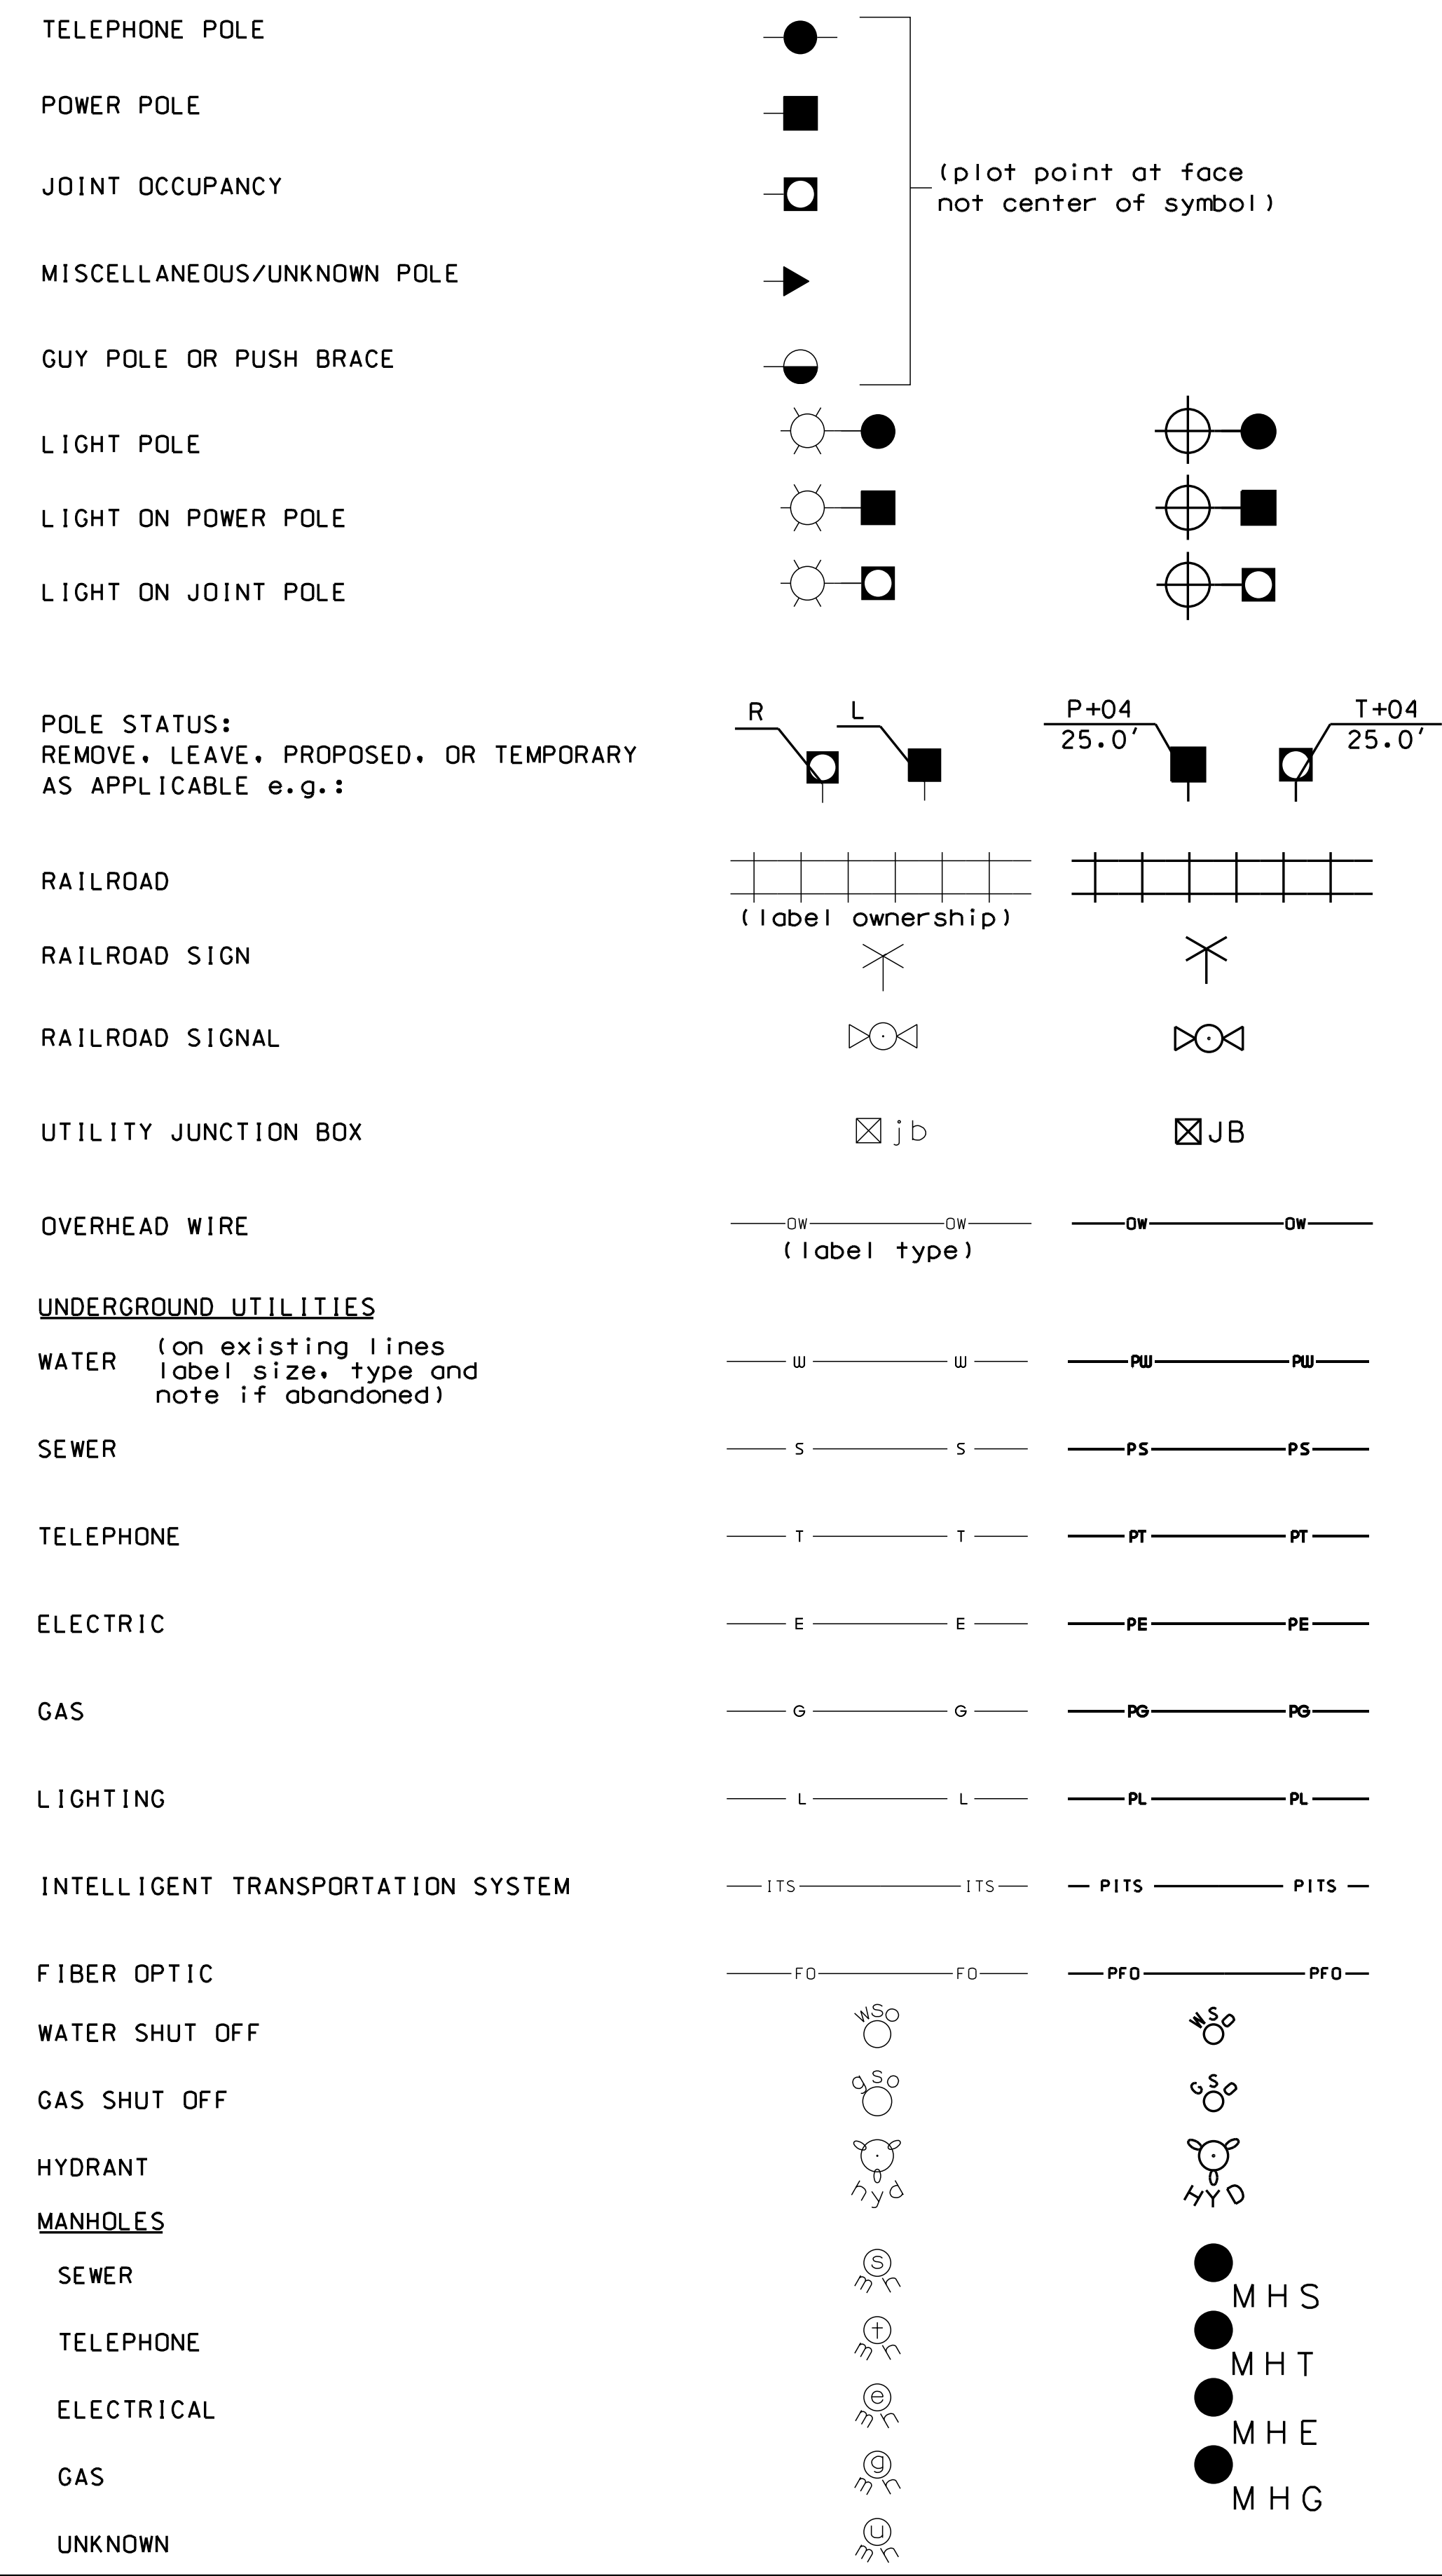 TELEPHONE POLE
POWER POLE
JOINT OCCUPANCY
(plot point at face
not center of symbol)
MISCELLANEOUS/UNKNOWN POLE
GUY POLE OR PUSH BRACE
LIGHT POLE
LIGHT ON POWER POLE
LIGHT ON JOINT POLE
POLE STATUS:
REMOVE, LEAVE, PROPOSED, OR TEMPORARY
AS APPLICABLE e.g.:
R L P+04 T+04
25.0' 25.0'
RAILROAD
(label ownership)
RAILROAD SIGN
RAILROAD SIGNAL
UTILITY JUNCTION BOX jb JB
OVERHEAD WIRE OW OW OW OW
(label type)
UNDERGROUND UTILITIES
WATER (on existing lines
label size, type and
note if abandoned)
W W PW PW
SEWER S S PS PS
TELEPHONE T T PT PT
ELECTRIC E E PE PE
GAS G G PG PG
LIGHTING L L PL PL
INTELLIGENT TRANSPORTATION SYSTEM ITS ITS PITS PITS
FIBER OPTIC FO FO PFO PFO
WATER SHUT OFF WSO WSO
GAS SHUT OFF gso GSO
HYDRANT hyd HYD
MANHOLES
SEWER s mh MHS
TELEPHONE t mh MHT
ELECTRICAL e mh MHE
GAS g mh MHG
UNKNOWN u mh